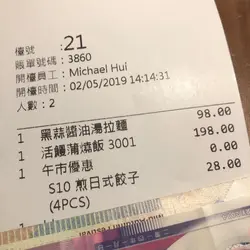 檯號 :21
賬單號碼：3860
開檯員工：Michael Hui
開檯時間：02/05/2019 14:14:31
人數：2
1 黑蒜醬油湯拉麵 98.00
1 活鰻蒲燒飯 3001 198.00
1 午市優惠 0.00
S10 煎日式餃子 28.00
(4PCS)